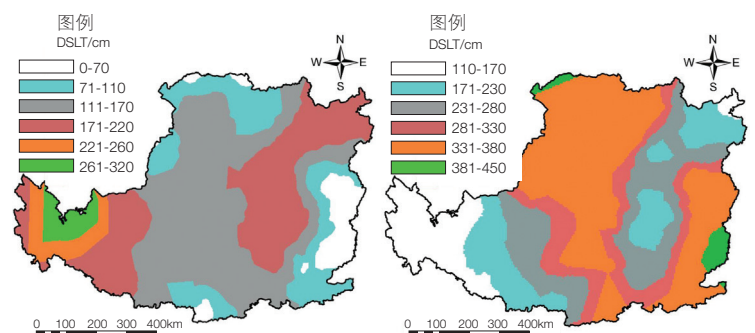 图例
DSLT/cm
0-70
71-110
111-170
171-220
221-260
261-320
N
W E
S
0 100 200 300 400km
图例
DSLT/cm
110-170
171-230
231-280
281-330
331-380
381-450
N
W E
S
0 100 200 300 400km